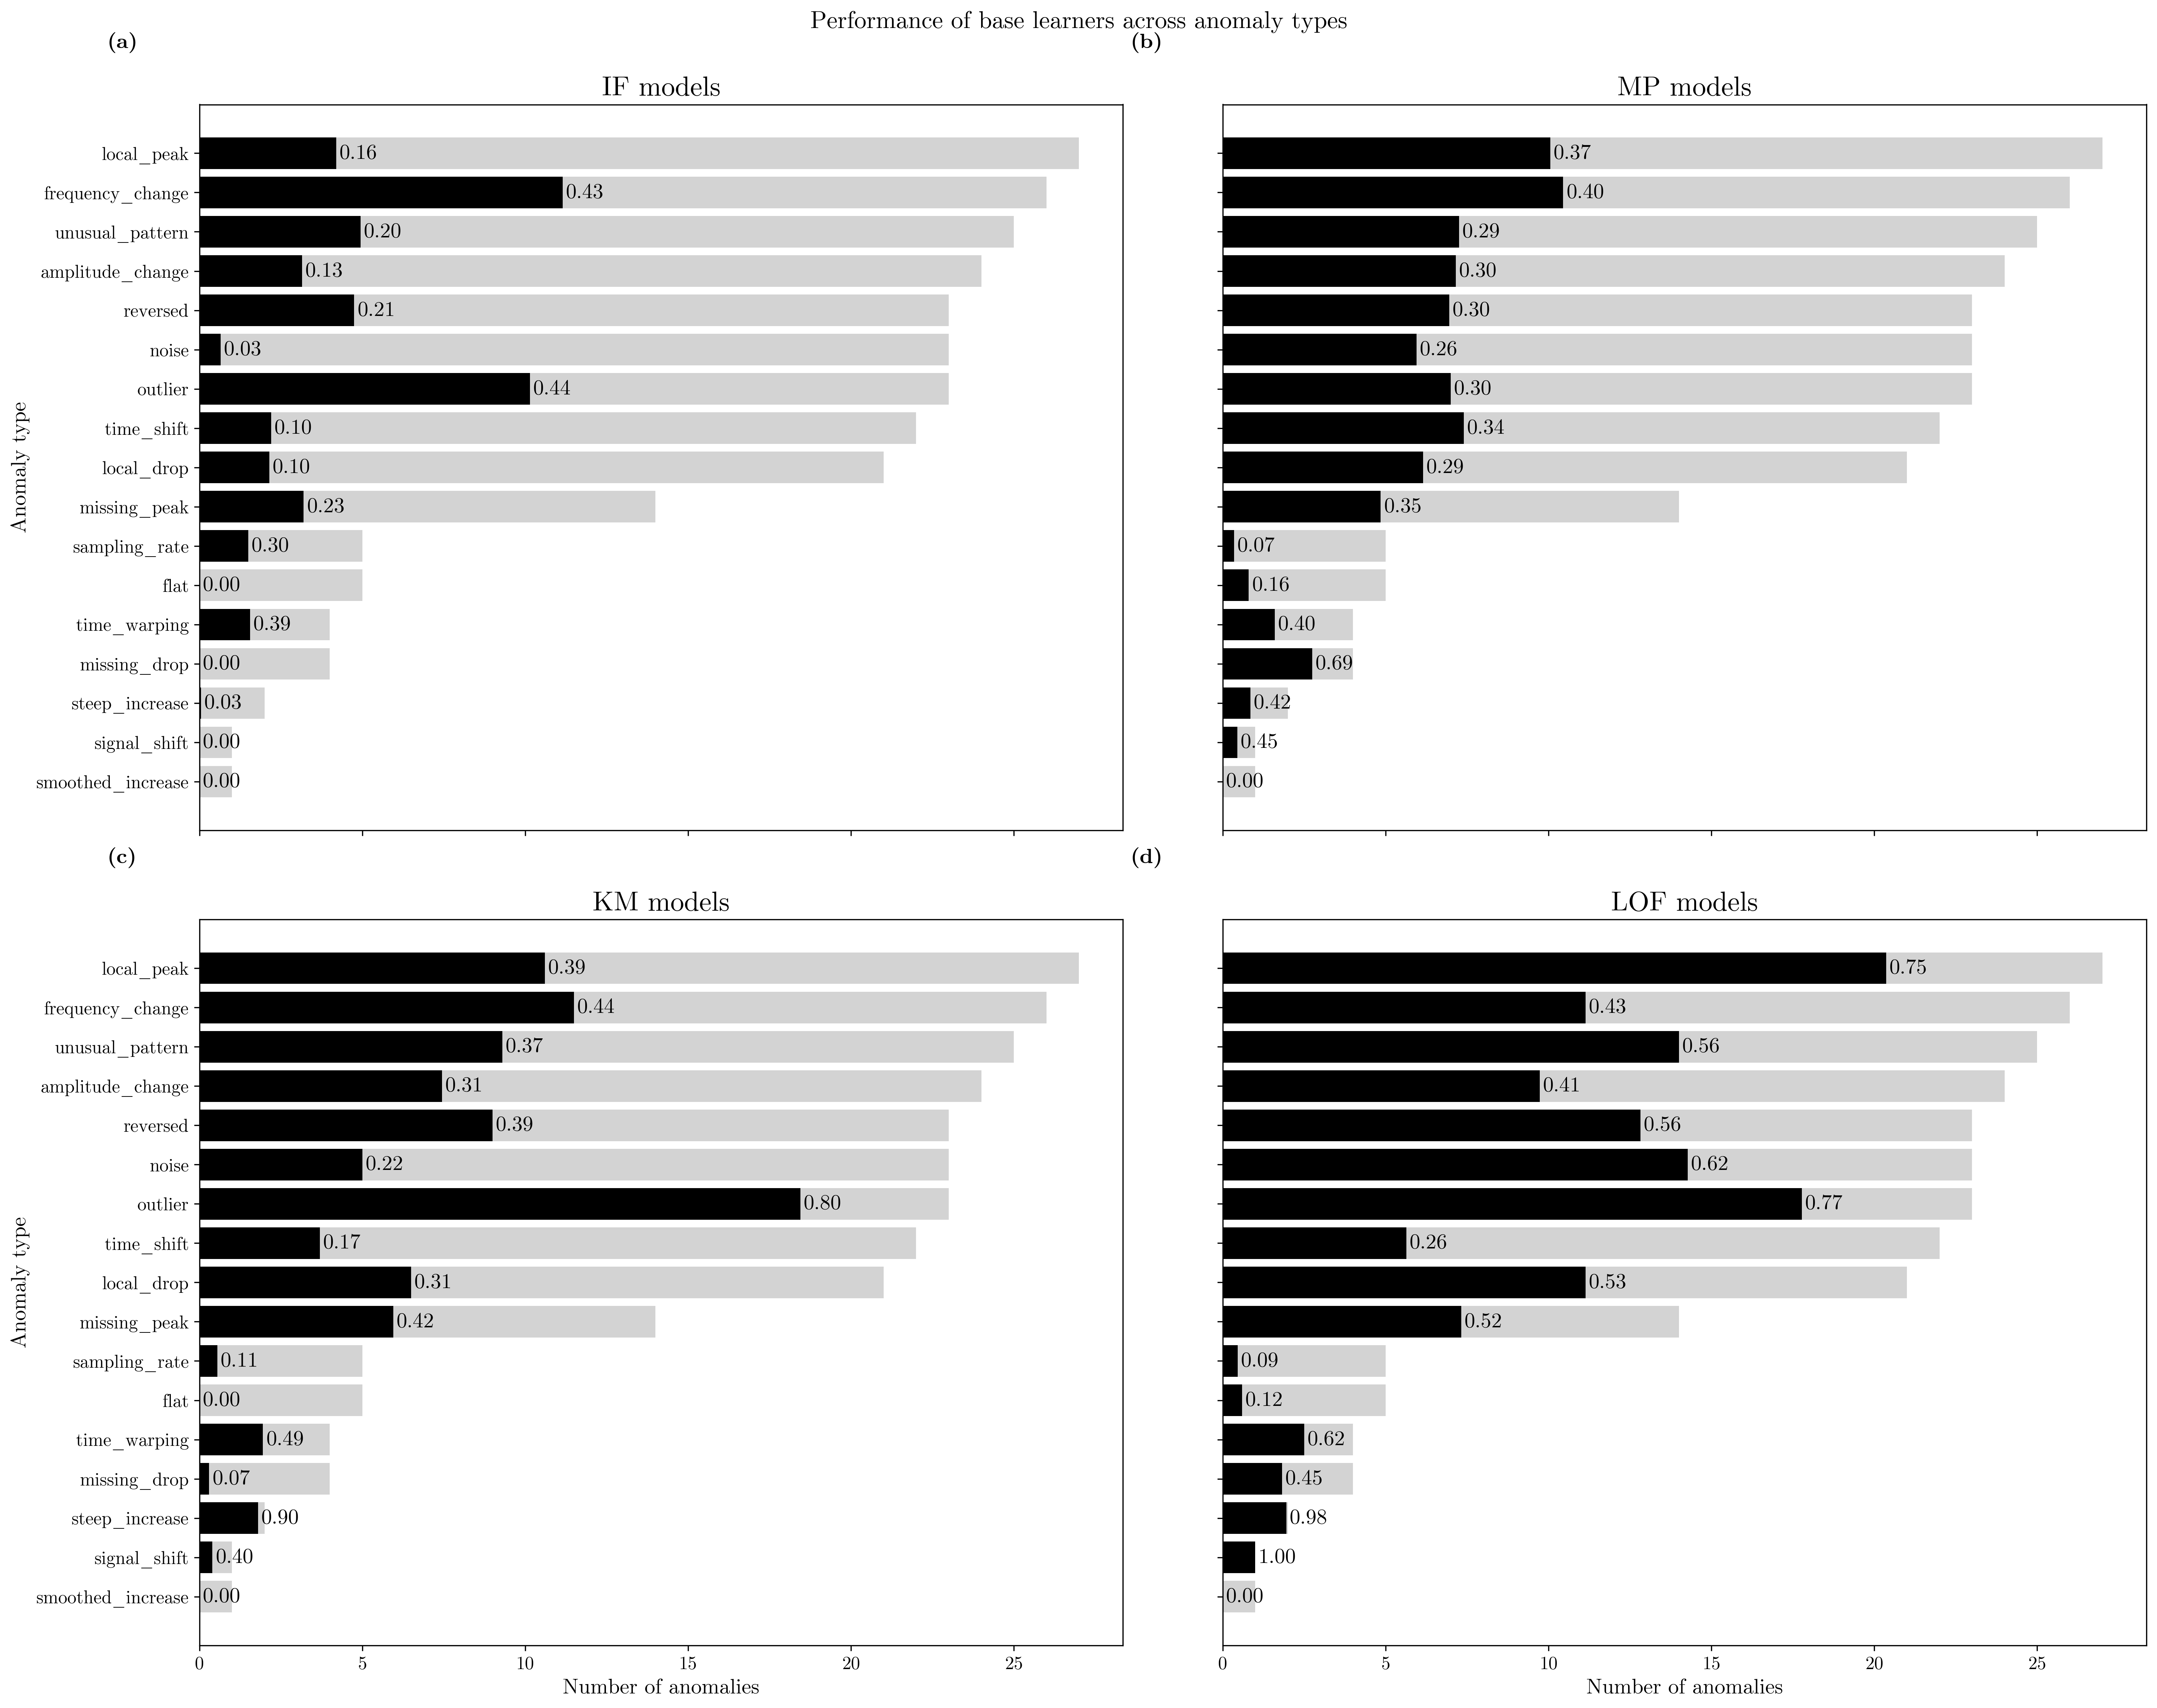 Performance of base learners across anomaly types
(a)
IF models
Anomaly type
local_peak 0.16
frequency_change 0.43
unusual_pattern 0.20
amplitude_change 0.13
reversed 0.21
noise 0.03
outlier 0.44
time_shift 0.10
local_drop 0.10
missing_peak 0.23
sampling_rate 0.30
flat 0.00
time_warping 0.39
missing_drop 0.00
steep_increase 0.03
signal_shift 0.00
smoothed_increase 0.00
(b)
MP models
0.37
0.40
0.29
0.30
0.30
0.26
0.30
0.34
0.29
0.35
0.07
0.16
0.40
0.69
0.42
0.45
0.00
(c)
KM models
Anomaly type
local_peak 0.39
frequency_change 0.44
unusual_pattern 0.37
amplitude_change 0.31
reversed 0.39
noise 0.22
outlier 0.80
time_shift 0.17
local_drop 0.31
missing_peak 0.42
sampling_rate 0.11
flat 0.00
time_warping 0.49
missing_drop 0.07
steep_increase 0.90
signal_shift 0.40
smoothed_increase 0.00
0 5 10 15 20 25
Number of anomalies
(d)
LOF models
0.75
0.43
0.56
0.41
0.56
0.62
0.77
0.26
0.53
0.52
0.09
0.12
0.62
0.45
0.98
1.00
0.00
0 5 10 15 20 25
Number of anomalies